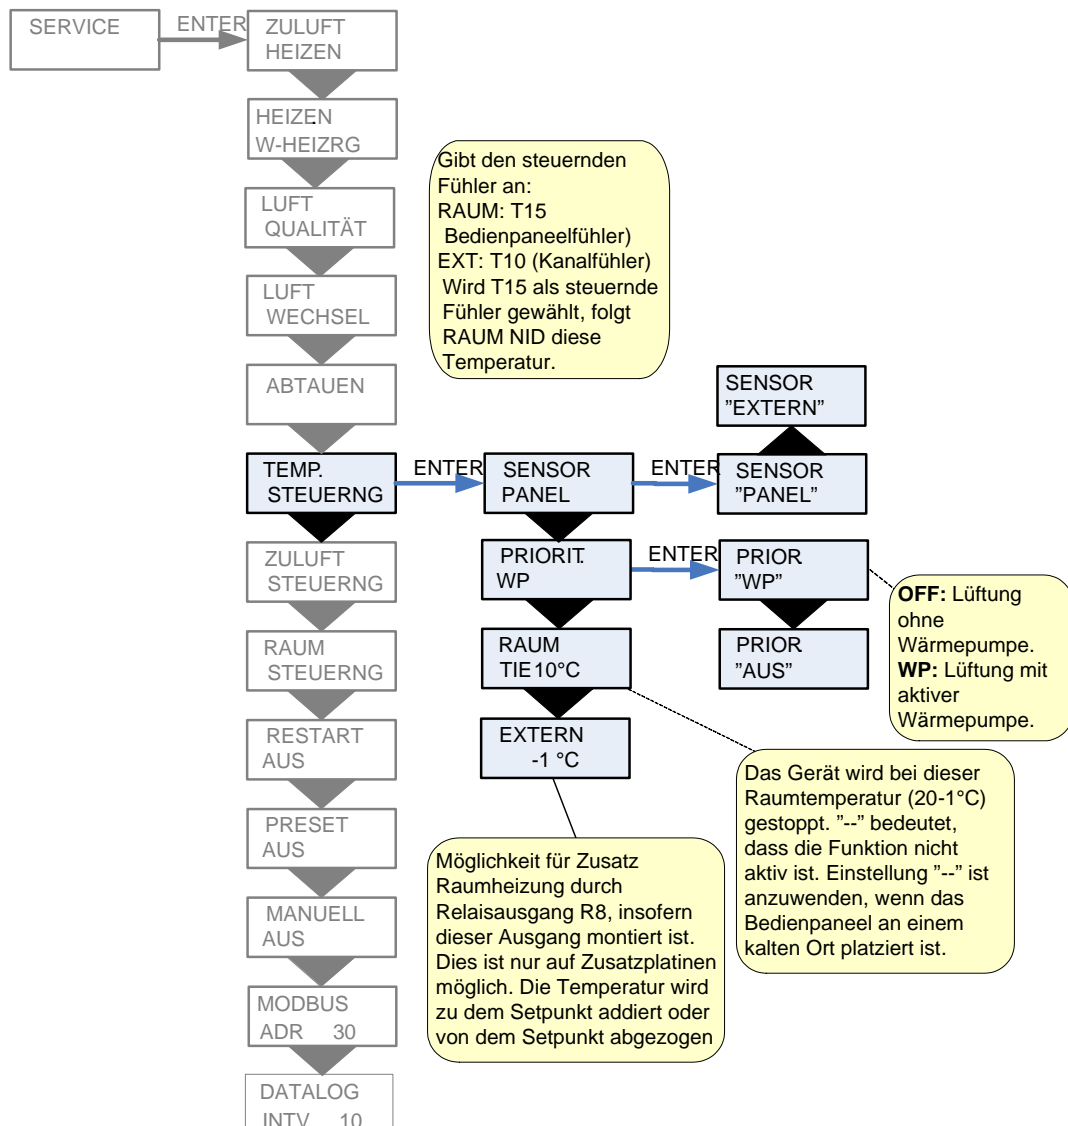 SERVICE
ENTER
ZULUFT
HEIZEN
HEIZEN
W-HEIZRG
LUFT
QUALITÄT
LUFT
WECHSEL
ABTAUEN
Gibt den steuernden
Fühler an:
RAUM: T15
Bedienpaneelfühler)
EXT: T10 (Kanalfühler)
Wird T15 als steuernde
Fühler gewählt, folgt
RAUM NID diese
Temperatur.
SENSOR
”EXTERN”
TEMP.
STEUERNG
ENTER
SENSOR
PANEL
ENTER
SENSOR
"PANEL"
ZULUFT
STEUERNG
PRIORIT.
WP
ENTER
PRIOR
"WP"
OFF: Lüftung
ohne
Wärmepumpe.
WP: Lüftung mit
aktiver
Wärmepumpe.
RAUM
STEUERNG
RAUM
TIE10°C
PRIOR
"AUS"
RESTART
AUS
EXTERN
-1 °C
Das Gerät wird bei dieser
Raumtemperatur (20-1°C)
gestoppt. ”--” bedeutet,
dass die Funktion nicht
aktiv ist. Einstellung ”--” ist
anzuwenden, wenn das
Bedienpaneel an einem
kalten Ort platziert ist.
PRESET
AUS
Möglichkeit für Zusatz
Raumheizung durch
Relaisausgang R8, insofern
dieser Ausgang montiert ist.
Dies ist nur auf Zusatzplatinen
möglich. Die Temperatur wird
zu dem Setpunkt addiert oder
von dem Setpunkt abgezogen
MANUELL
AUS
MODBUS
ADR 30
DATALOG
INTV 10